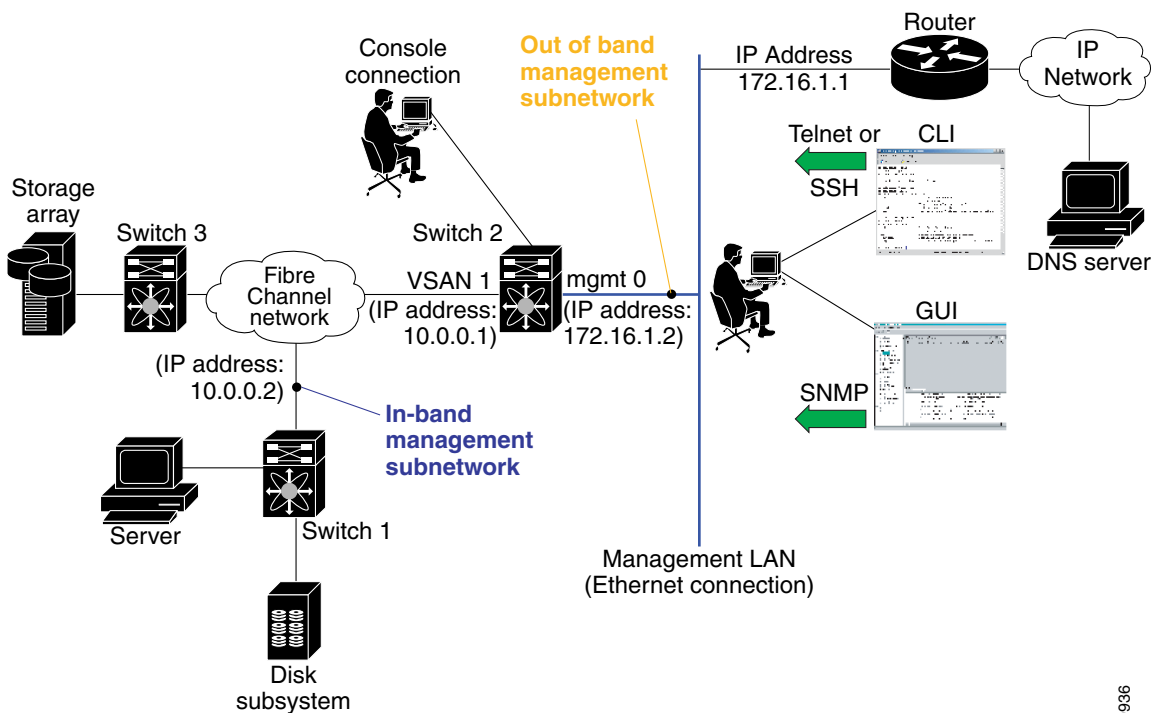 Console
connection
Out of band
management
subnetwork
Router
IP Address
172.16.1.1
IP
Network
Telnet or
SSH
CLI
DNS server
Storage
array
Switch 3
Switch 2
Fibre
Channel
network
VSAN 1
(IP address:
10.0.0.1)
mgmt 0
(IP address:
172.16.1.2)
GUI
SNMP
(IP address:
10.0.0.2)
In-band
management
subnetwork
Server
Switch 1
Management LAN
(Ethernet connection)
Disk
subsystem
936